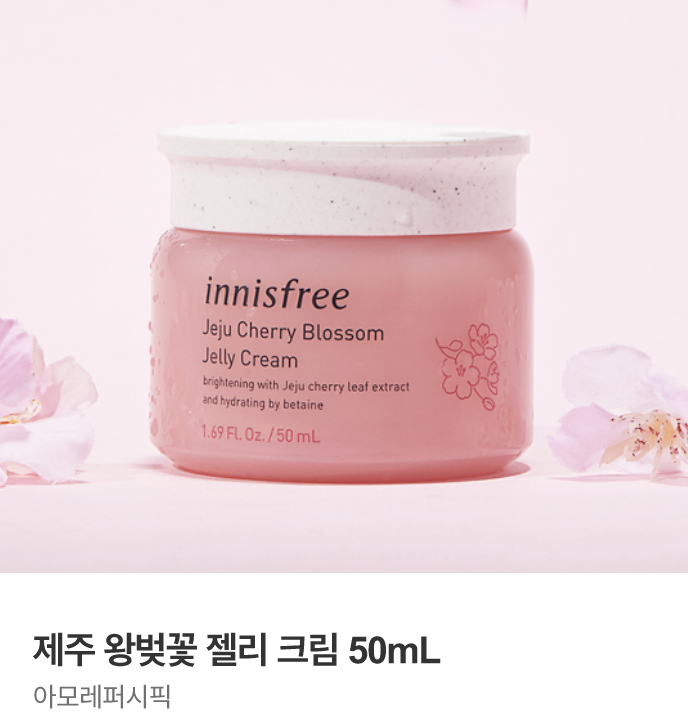 innisfree
Jeju Cherry Blossom
Jelly Cream
brightening with Jeju cherry leaf extract
and hydrating by betaine
1.69 FL. Oz. / 50 mL
제주 왕벚꽃 젤리 크림 50mL
아모레퍼시픽